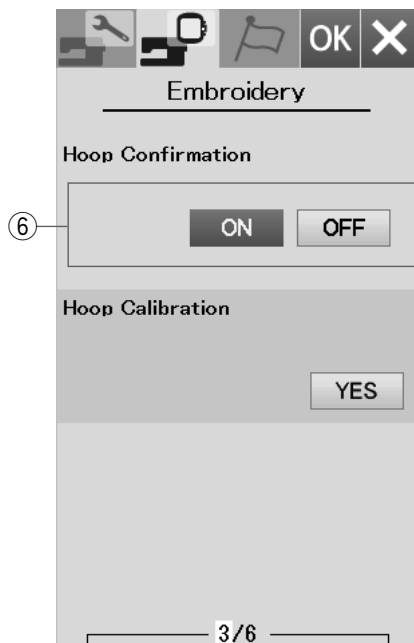 OK
Embroidery
Hoop Confirmation
⑥
ON OFF
Hoop Calibration
YES
3/6